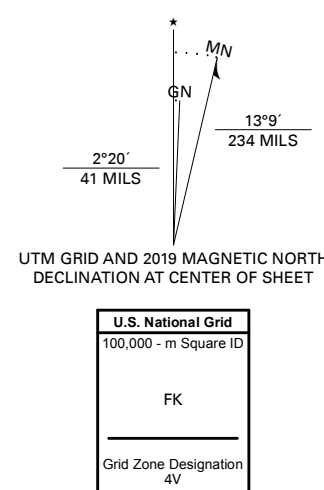 ★
MN
GN
13°9´
234 MILS
2°20´
41 MILS
UTM GRID AND 2019 MAGNETIC NORTH
DECLINATION AT CENTER OF SHEET
U.S. National Grid
100,000 - m Square ID
FK
Grid Zone Designation
4V